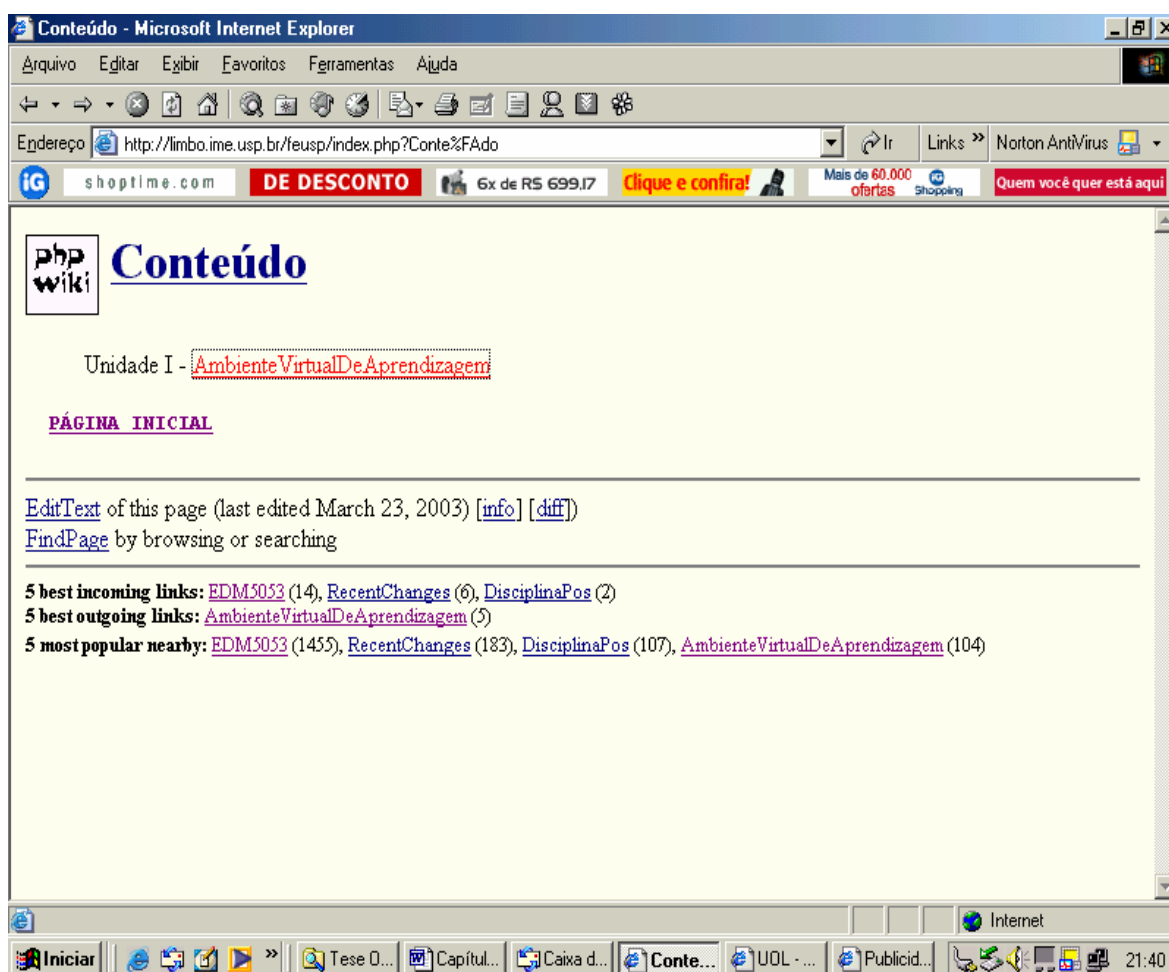 Conteúdo - Microsoft Internet Explorer
Arquivo Editar Exibir Favoritos Ferramentas Ajuda
Endereço http://limbo.ime.usp.br/feusp/index.php?Conte%FAdo Ir Links » Norton AntiVirus
iG shoptime.com DE DESCONTO 6x de R$ 699,17 Clique e confira! Mais de 60.000 ofertas iG Shopping Quem você quer está aqui
php wiki
Conteúdo
Unidade I - AmbienteVirtualDeAprendizagem
PÁGINA INICIAL
EditText of this page (last edited March 23, 2003) [info] [diff])
FindPage by browsing or searching
5 best incoming links: EDM5053 (14), RecentChanges (6), DisciplinaPos (2)
5 best outgoing links: AmbienteVirtualDeAprendizagem (5)
5 most popular nearby: EDM5053 (1455), RecentChanges (183), DisciplinaPos (107), AmbienteVirtualDeAprendizagem (104)
Internet
Iniciar » Tese O... Capítul... Caixa d... Conte... UOL - ... Publicid... 21:40